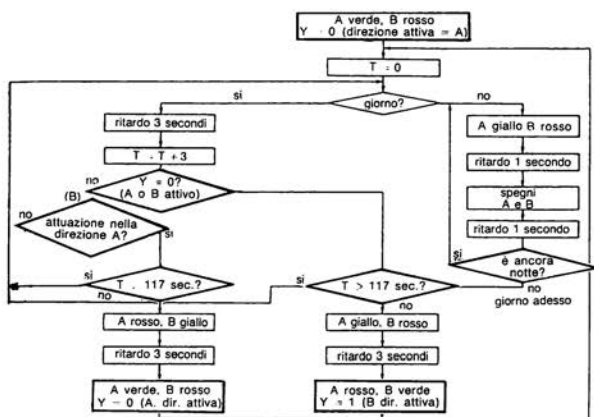 A verde, B rosso
Y - 0 (direzione attiva = A)
T = 0
giorno?
si
no
ritardo 3 secondi
T - T + 3
no
Y = 0?
(A o B attivo)
(B)
no
attuazione nella
direzione A?
si
A giallo B rosso
ritardo 1 secondo
spegni
A e B
ritardo 1 secondo
si
è ancora
notte?
no
giorno adesso
si
T . 117 sec.?
no
si
T > 117 sec.?
A rosso, B giallo
ritardo 3 secondi
A verde, B rosso
Y - 0 (A. dir. attiva)
A giallo, B rosso
ritardo 3 secondi
A rosso, B verde
Y = 1 (B dir. attiva)